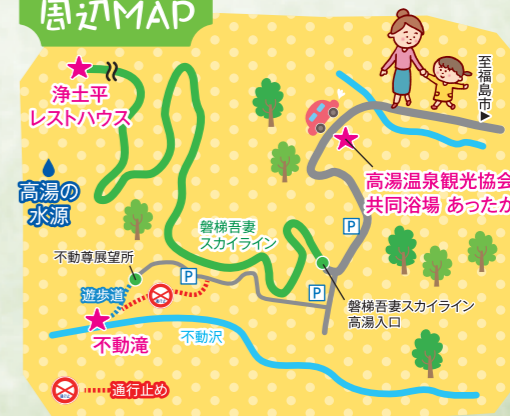 周辺MAP
浄土平
レストハウス
至福島市▶
高湯の
水源
高湯温泉観光協会
共同浴場 あったか
磐梯吾妻
スカイライン
P
不動尊展望所
P
遊歩道
P
磐梯吾妻スカイライン
高湯入口
不動滝
不動沢
通行止め